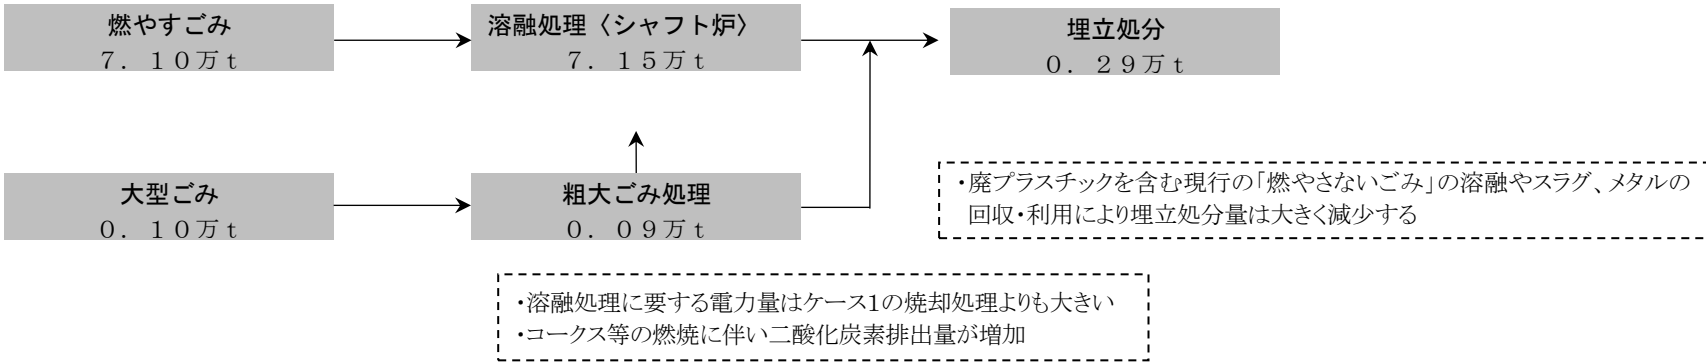 燃やすごみ
7．10万ｔ
溶融処理〈シャフト炉〉
7．15万ｔ
埋立処分
0．29万ｔ
大型ごみ
0．10万ｔ
粗大ごみ処理
0．09万ｔ
・廃プラスチックを含む現行の「燃やさないごみ」の溶融やスラグ、メタルの
回収・利用により埋立処分量は大きく減少する
・溶融処理に要する電力量はケース1の焼却処理よりも大きい
・コークス等の燃焼に伴い二酸化炭素排出量が増加